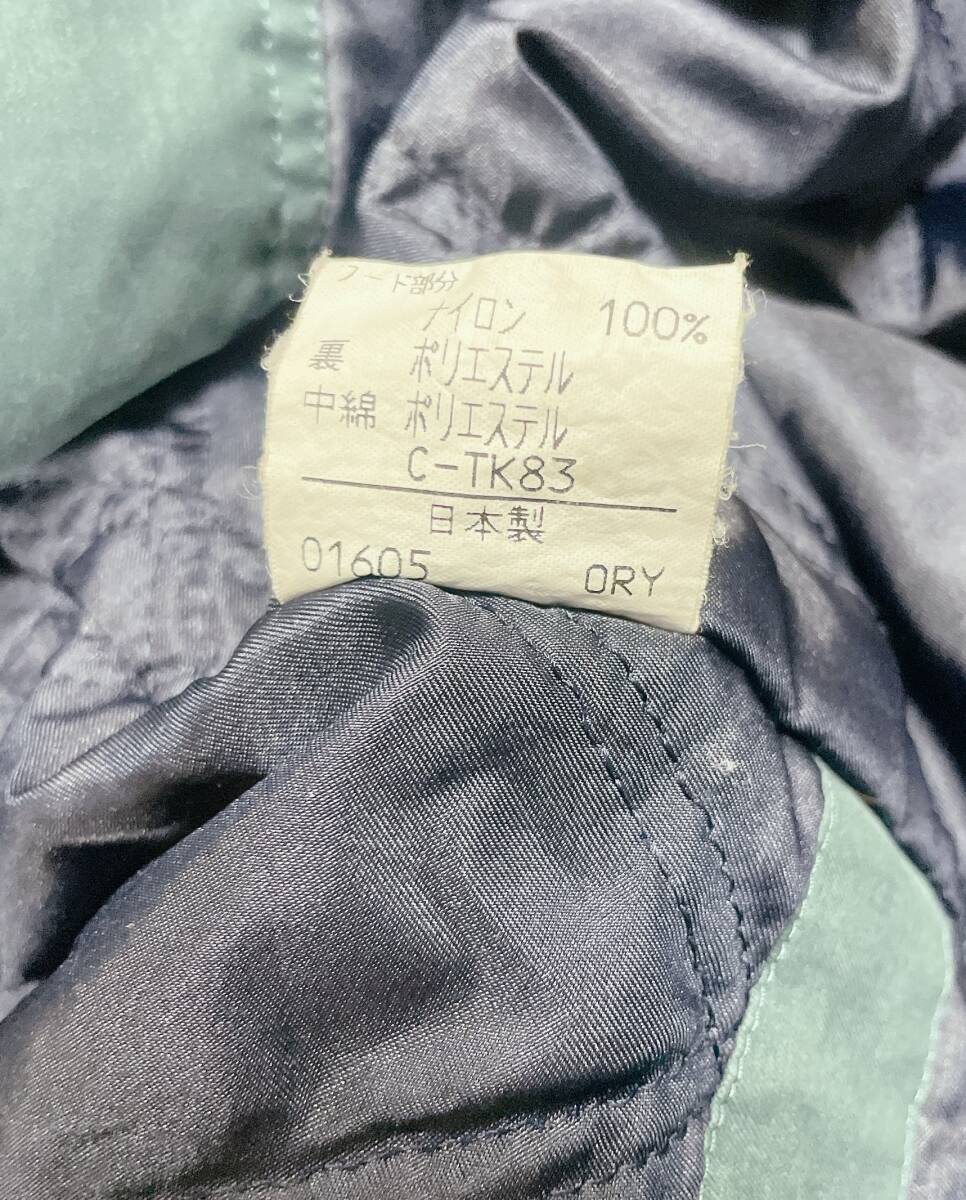 フード部分
ナイロン 100%
裏 ポリエステル
中綿 ポリエステル
C-TK83
日本製
01605 ORY